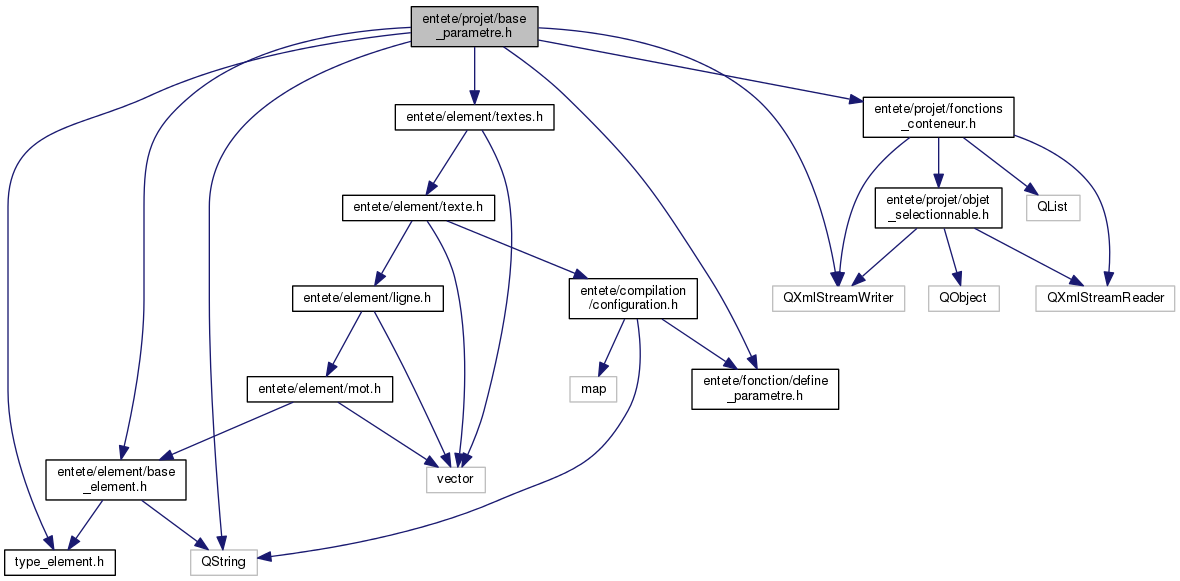 entete/projet/base
_parametre.h
entete/element/textes.h
entete/projet/fonctions
_conteneur.h
entete/element/texte.h
entete/projet/objet
_selectionnable.h
QList
entete/element/ligne.h
entete/compilation
/configuration.h
QXmlStreamWriter
QObject
QXmlStreamReader
entete/element/mot.h
map
entete/fonction/define
_parametre.h
entete/element/base
_element.h
vector
type_element.h
QString